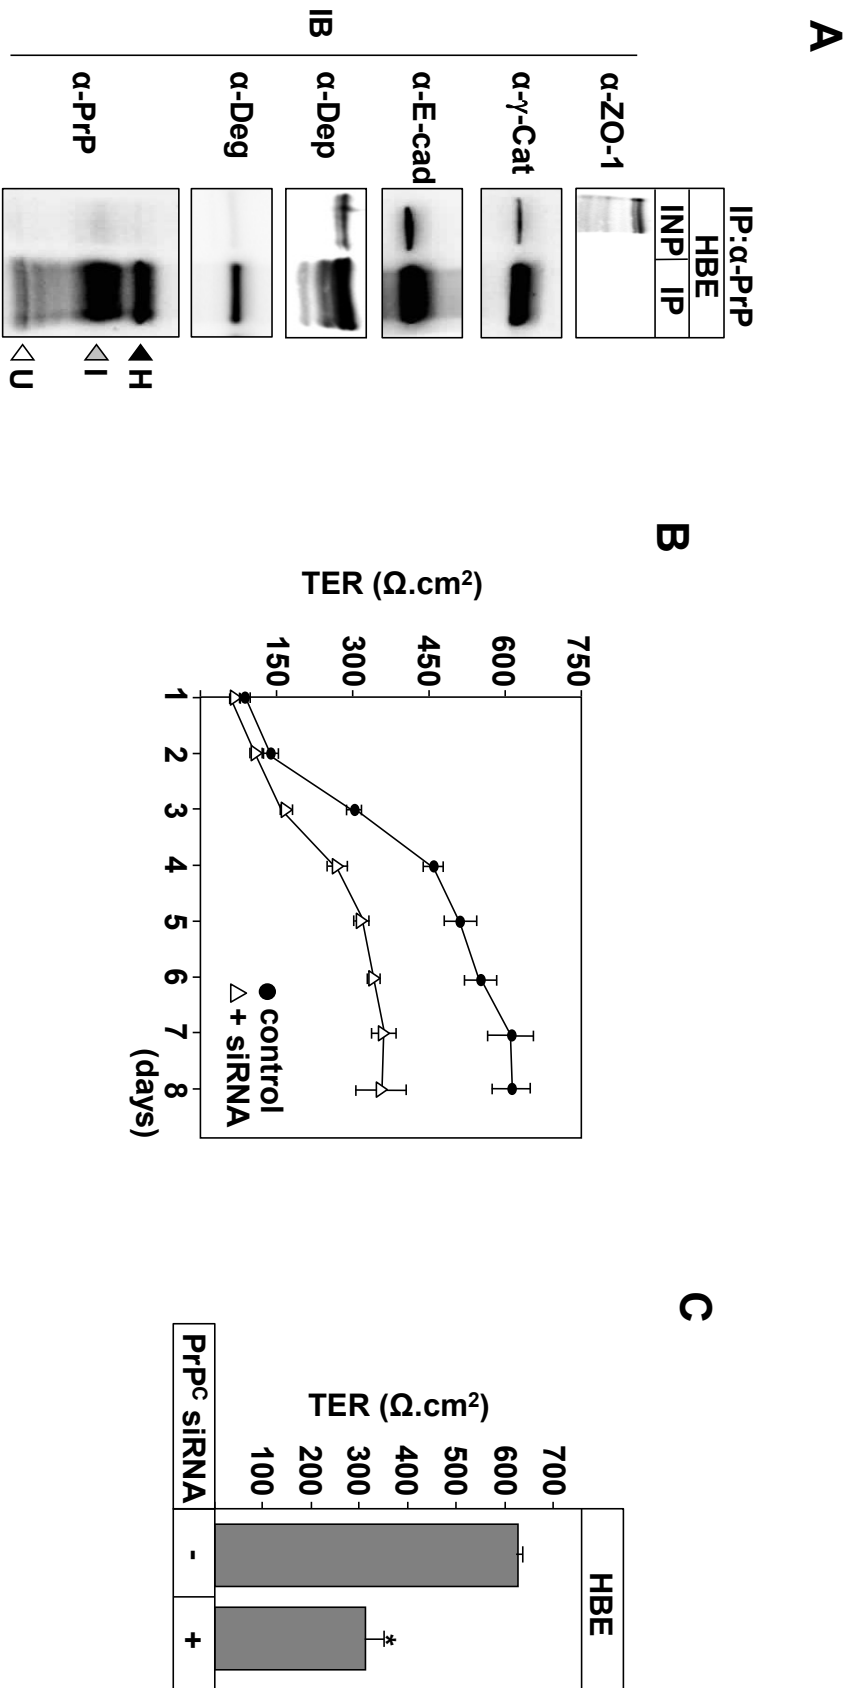 A
IP:α-PrP
HBE
INP IP
IB
α-ZO-1
α-γ-Cat
α-E-cad
α-Dep
α-Deg
α-PrP
H
I
U
B
TER (Ω.cm²)
750
600
450
300
150
1 2 3 4 5 6 7 8
(days)
● control
△ + siRNA
C
HBE
TER (Ω.cm²)
700
600
500
400
300
200
100
*
PrPᶜ siRNA - +